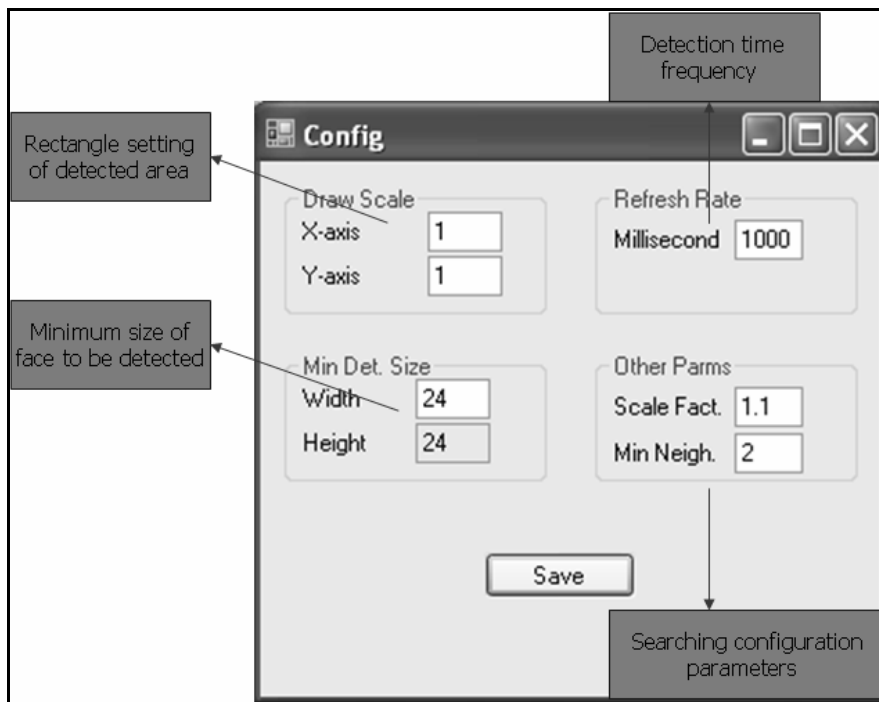 Detection time
frequency
Rectangle setting
of detected area
Config
Draw Scale
X-axis 1
Y-axis 1
Refresh Rate
Millisecond 1000
Minimum size of
face to be detected
Min Det. Size
Width 24
Height 24
Other Parms
Scale Fact. 1.1
Min Neigh. 2
Save
Searching configuration
parameters